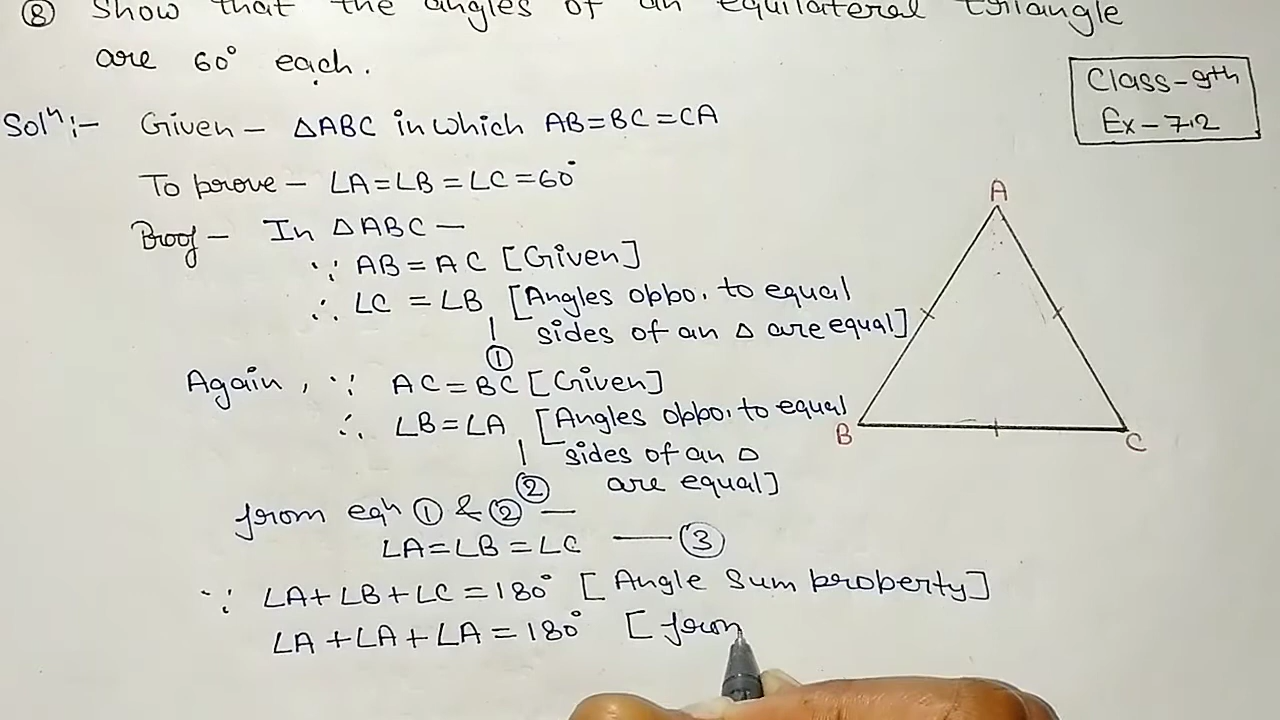 ⑧ Show that the angles of an equilateral triangle
are 60° each.
Class-9th
Ex-7.2
Solⁿ:- Given- △ABC in which AB=BC=CA
To prove- ∠A=∠B=∠C=60°
Proof- In △ABC —
∵ AB=AC [Given]
∴ ∠C=∠B [Angles oppo. to equal
sides of an △ are equal]
①
Again, ∵ AC=BC [Given]
∴ ∠B=∠A [Angles oppo. to equal
sides of an △
② are equal]
from eqⁿ ① & ② —
∠A=∠B=∠C — ③
∵ ∠A+∠B+∠C=180° [Angle Sum property]
∠A+∠A+∠A=180° [from
A
B
C